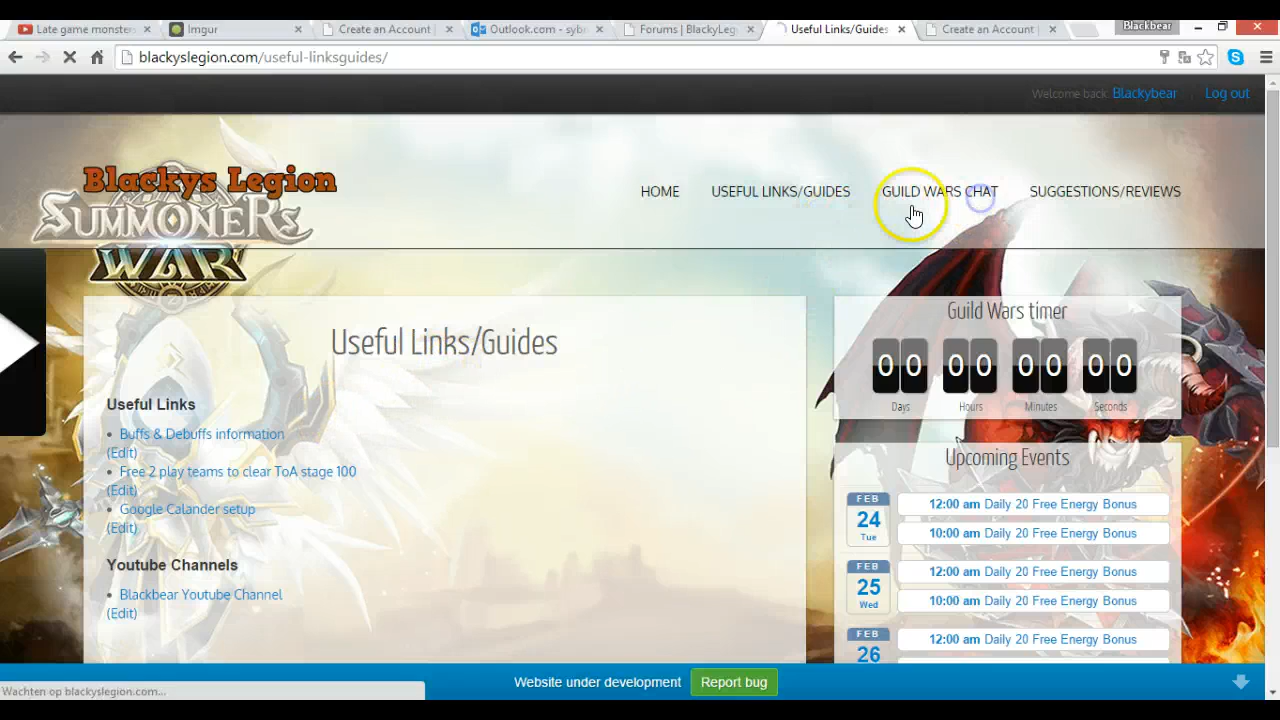 Late game monste
Imgur
Create an Account
Outlook.com - sybr
Forums | BlackyLeg
Useful Links/Guides
Create an Account
Blackbear
blackyslegion.com/useful-linksguides/
Welcome back Blackybear
Log out
Blackys Legion
SUMMONERS
WAR
HOME
USEFUL LINKS/GUIDES
GUILD WARS CHAT
SUGGESTIONS/REVIEWS
Useful Links/Guides
Useful Links
• Buffs & Debuffs information
(Edit)
• Free 2 play teams to clear ToA stage 100
(Edit)
• Google Calander setup
(Edit)
Youtube Channels
• Blackbear Youtube Channel
(Edit)
Guild Wars timer
00 00 00 00
Days Hours Minutes Seconds
Upcoming Events
FEB
24
Tue
12:00 am Daily 20 Free Energy Bonus
10:00 am Daily 20 Free Energy Bonus
FEB
25
Wed
12:00 am Daily 20 Free Energy Bonus
10:00 am Daily 20 Free Energy Bonus
FEB
26
12:00 am Daily 20 Free Energy Bonus
Website under development
Report bug
Wachten op blackyslegion.com...